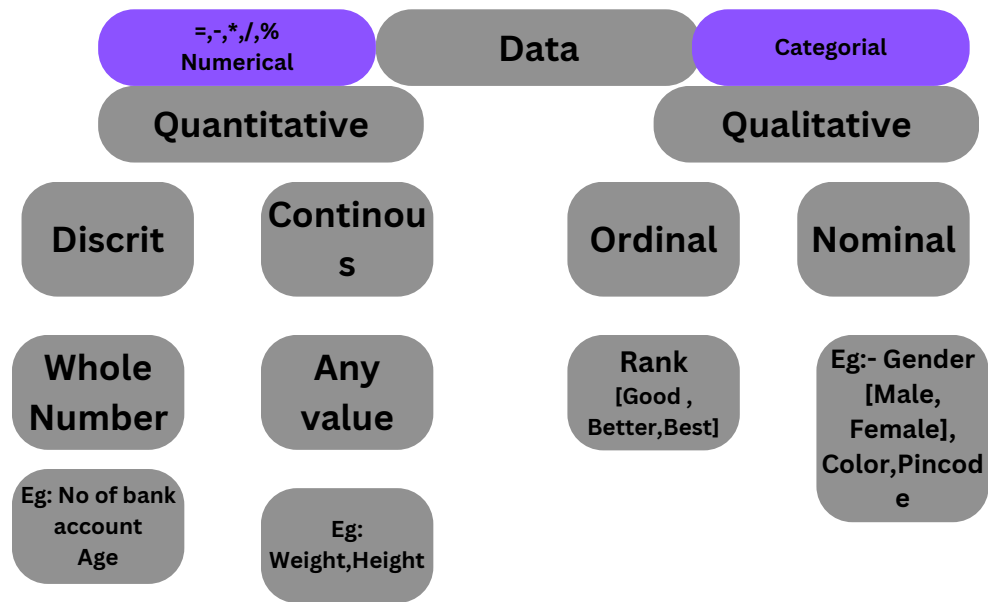 =,-,*,/,%
Numerical
Data
Categorial
Quantitative
Qualitative
Discrit
Continou
s
Ordinal
Nominal
Whole
Number
Any
value
Rank
[Good ,
Better,Best]
Eg:- Gender
[Male,
Female],
Color,Pincod
e
Eg: No of bank
account
Age
Eg:
Weight,Height